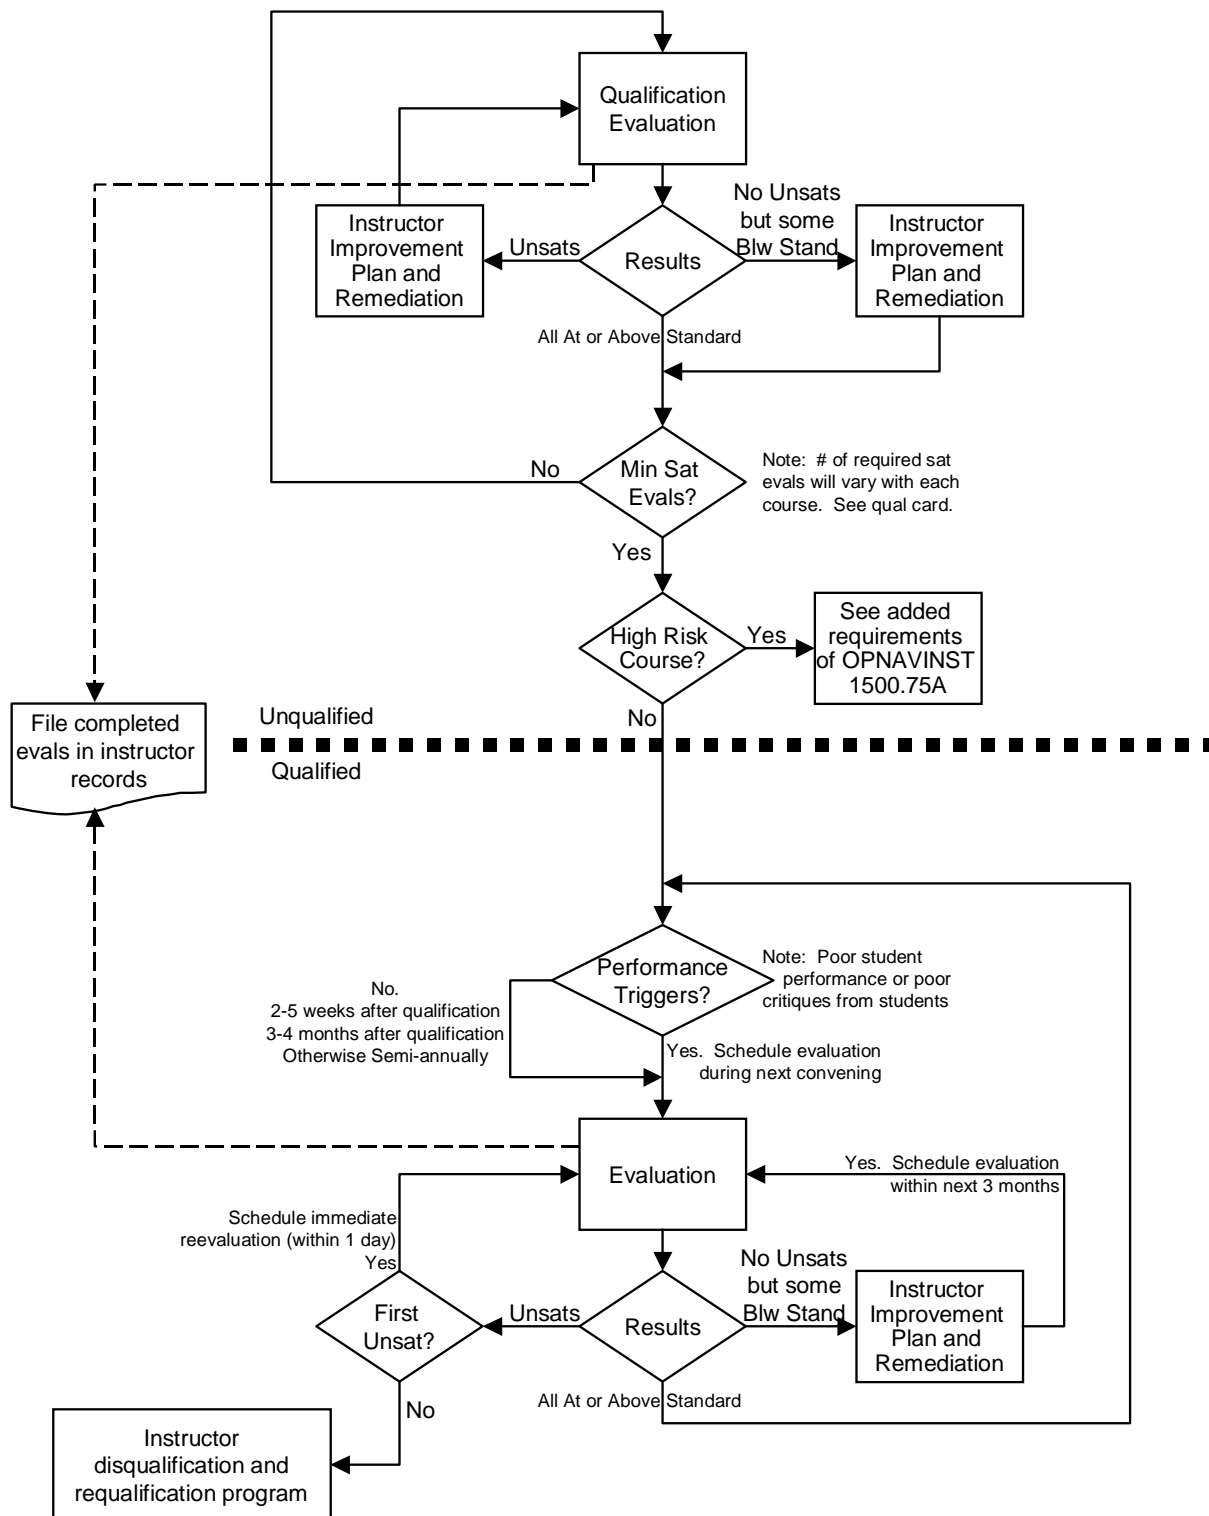 Qualification
Evaluation
No Unsats
but some
Blw Stand
Instructor
Improvement
Plan and
Remediation
Unsats
Results
Instructor
Improvement
Plan and
Remediation
All At or Above Standard
No
Min Sat
Evals?
Note:  # of required sat
evals will vary with each
course.  See qual card.
Yes
High Risk
Course?
Yes
See added
requirements
of OPNAVINST
1500.75A
No
File completed
evals in instructor
records
Unqualified
Qualified
Performance
Triggers?
Note:  Poor student
performance or poor
critiques from students
No.
2-5 weeks after qualification
3-4 months after qualification
Otherwise Semi-annually
Yes.  Schedule evaluation
during next convening
Evaluation
Yes.  Schedule evaluation
within next 3 months
Schedule immediate
reevaluation (within 1 day)
Yes
First
Unsat?
Unsats
Results
No Unsats
but some
Blw Stand
Instructor
Improvement
Plan and
Remediation
All At or Above Standard
No
Instructor
disqualification and
requalification program